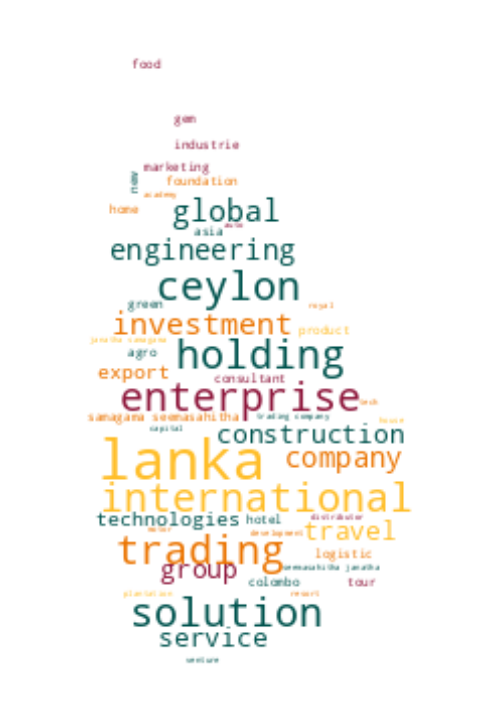 food
gem
industrie
marketing
new
foundation
academy
home
global
auto
asia
engineering
ceylon
green
royal
investment
product
janatha samagama
agro
holding
export
consultant
enterprise
tech
samagama seemasahitha
trading company
house
capital
construction
lanka
company
international
technologies
hotel
distributor
motor
development
travel
trading
logistic
group
seemasahitha janatha
colombo
tour
plantation
resort
solution
service
venture